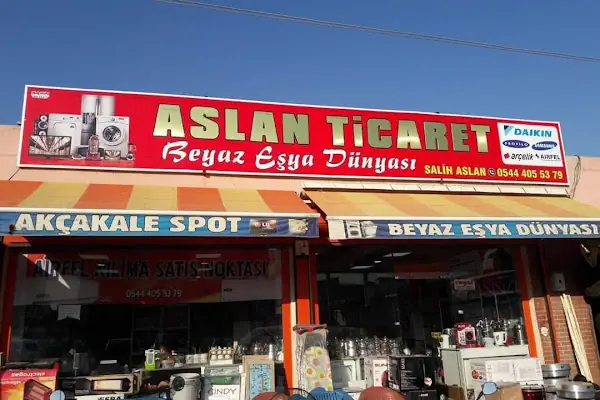 ASLAN TİCARET
Beyaz Eşya Dünyası
SALİH ASLAN 0544 405 53 79
DAIKIN
PROFILO
SAMSUNG
arçelik
AIRFEL
AKÇAKALE SPOT
BEYAZ EŞYA DÜNYASI
AIRFEL KLİMA SATIŞ NOKTASI
0544 405 53 79
CINDY